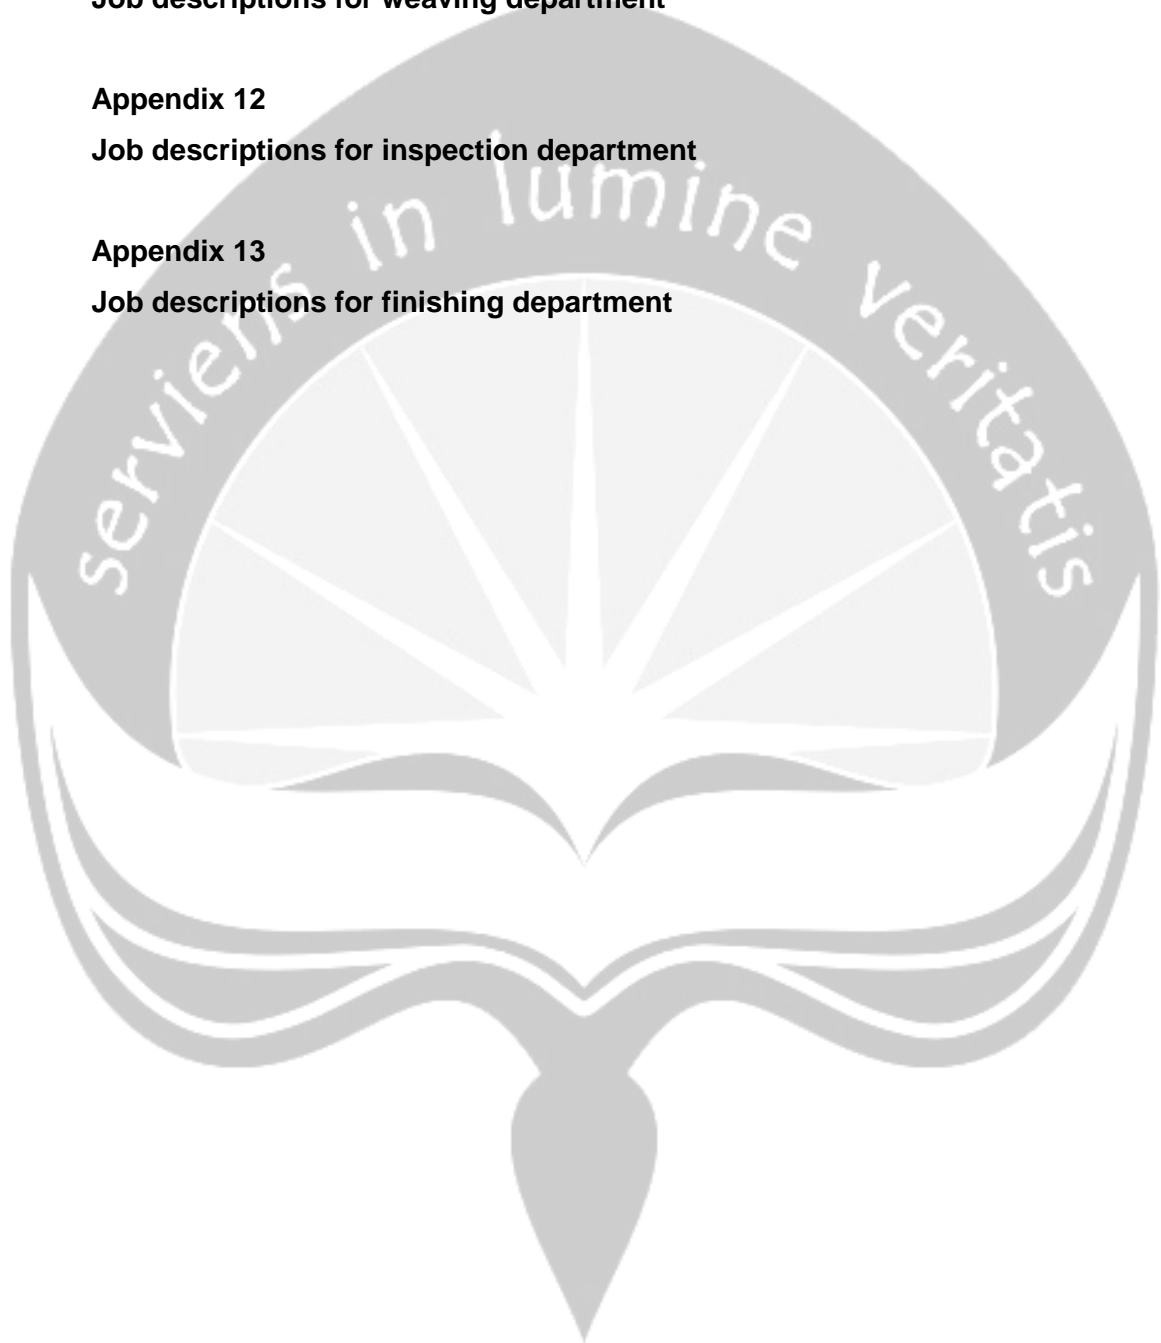 Job descriptions for weaving department
Appendix 12
Job descriptions for inspection department
Appendix 13
Job descriptions for finishing department
serviens in lumine veritatis